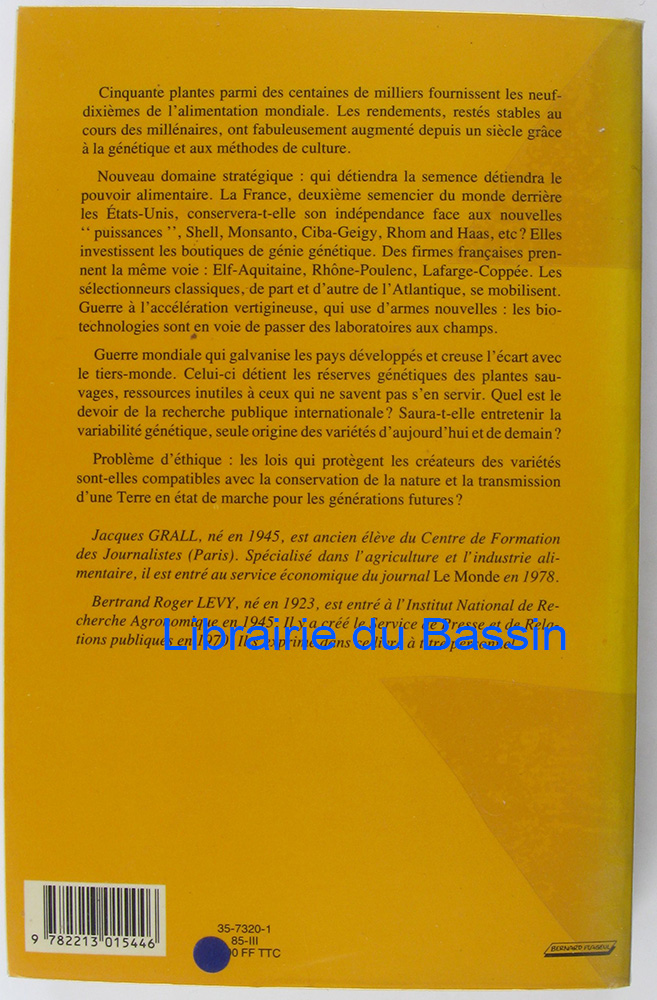 Cinquante plantes parmi des centaines de milliers fournissent les neuf-
dixièmes de l'alimentation mondiale. Les rendements, restés stables au
cours des millénaires, ont fabuleusement augmenté depuis un siècle grâce
à la génétique et aux méthodes de culture.
Nouveau domaine stratégique : qui détiendra la semence détiendra le
pouvoir alimentaire. La France, deuxième semencier du monde derrière
les États-Unis, conservera-t-elle son indépendance face aux nouvelles
“ puissances ”, Shell, Monsanto, Ciba-Geigy, Rhom and Haas, etc ? Elles
investissent les boutiques de génie génétique. Des firmes françaises pren-
nent la même voie : Elf-Aquitaine, Rhône-Poulenc, Lafarge-Coppée. Les
sélectionneurs classiques, de part et d'autre de l'Atlantique, se mobilisent.
Guerre à l'accélération vertigineuse, qui use d'armes nouvelles : les bio-
technologies sont en voie de passer des laboratoires aux champs.
Guerre mondiale qui galvanise les pays développés et creuse l'écart avec
le tiers-monde. Celui-ci détient les réserves génétiques des plantes sau-
vages, ressources inutiles à ceux qui ne savent pas s'en servir. Quel est le
devoir de la recherche publique internationale ? Saura-t-elle entretenir la
variabilité génétique, seule origine des variétés d'aujourd'hui et de demain ?
Problème d'éthique : les lois qui protègent les créateurs des variétés
sont-elles compatibles avec la conservation de la nature et la transmission
d'une Terre en état de marche pour les générations futures ?
Jacques GRALL, né en 1945, est ancien élève du Centre de Formation
des Journalistes (Paris). Spécialisé dans l'agriculture et l'industrie ali-
mentaire, il est entré au service économique du journal Le Monde en 1978.
Bertrand Roger LEVY, né en 1923, est entré à l'Institut National de Re-
cherche Agronomique en 1945. Il y a créé le Service de Presse et de Rela-
tions publiques en 1970. Il s'exprime dans ce livre à titre personnel.
Librairie du Bassin
9 782213 015446
35-7320-1
85-III
0 FF TTC